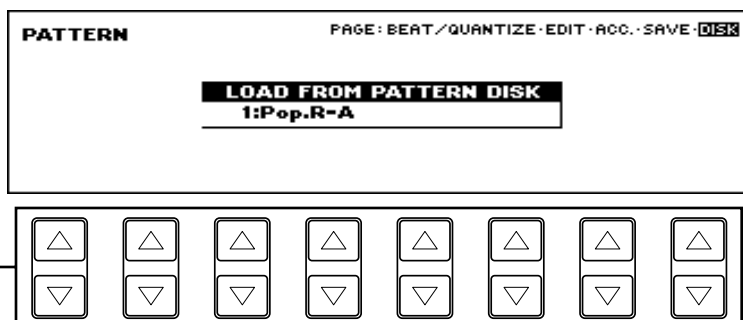 PATTERN
PAGE: BEAT/QUANTIZE·EDIT·ACC.·SAVE·DISK
LOAD FROM PATTERN DISK
1:Pop.R-A